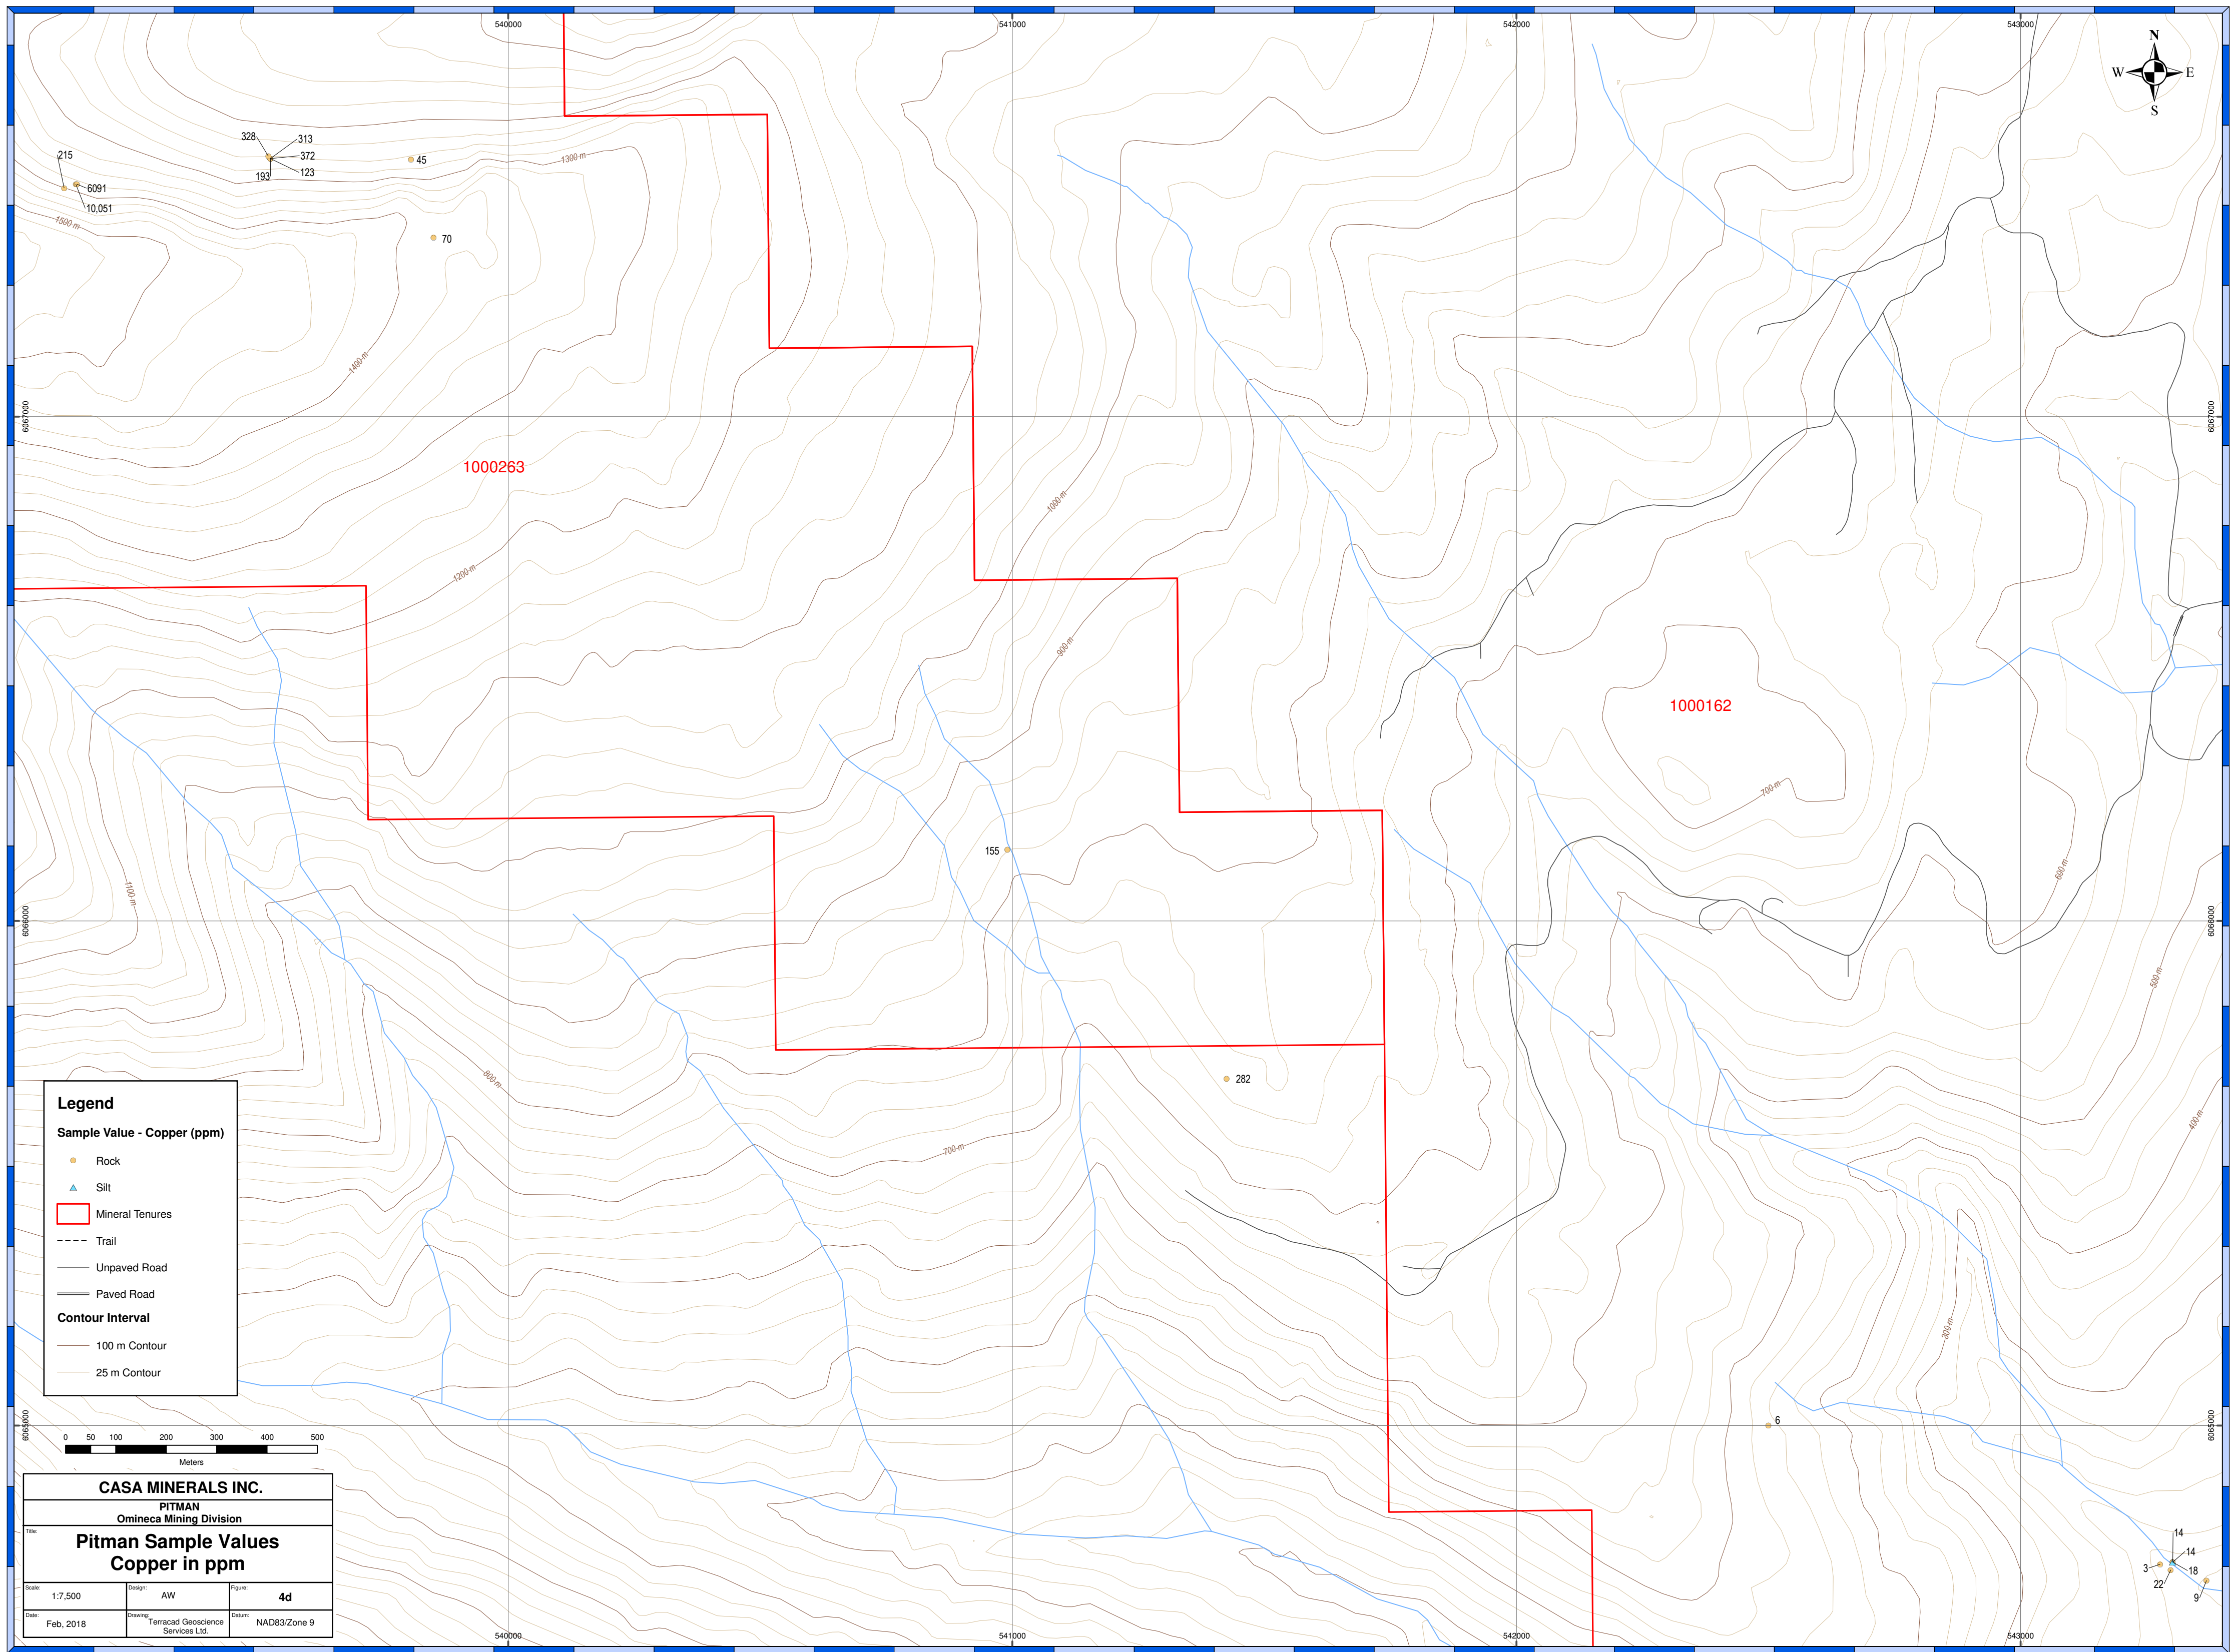 540000
541000
542000
543000
N
W
E
S
328
313
215
372
45
1300 m
193
123
6091
10,051
1500 m
70
1400 m
6067000
6067000
1000263
1000 m
1200 m
900 m
1000162
700 m
155
600 m
1100 m
6066000
6066000
500 m
800 m
282
400 m
700 m
300 m
6065000
6065000
6
14
14
3
18
22
9
Legend
Sample Value - Copper (ppm)
Rock
Silt
Mineral Tenures
Trail
Unpaved Road
Paved Road
Contour Interval
100 m Contour
25 m Contour
0 50 100 200 300 400 500
Meters
CASA MINERALS INC.
PITMAN
Omineca Mining Division
Title:
Pitman Sample Values
Copper in ppm
Scale: 1:7,500
Design: AW
Figure: 4d
Date: Feb, 2018
Drawing: Terracad Geoscience
Services Ltd.
Datum: NAD83/Zone 9
540000
541000
542000
543000